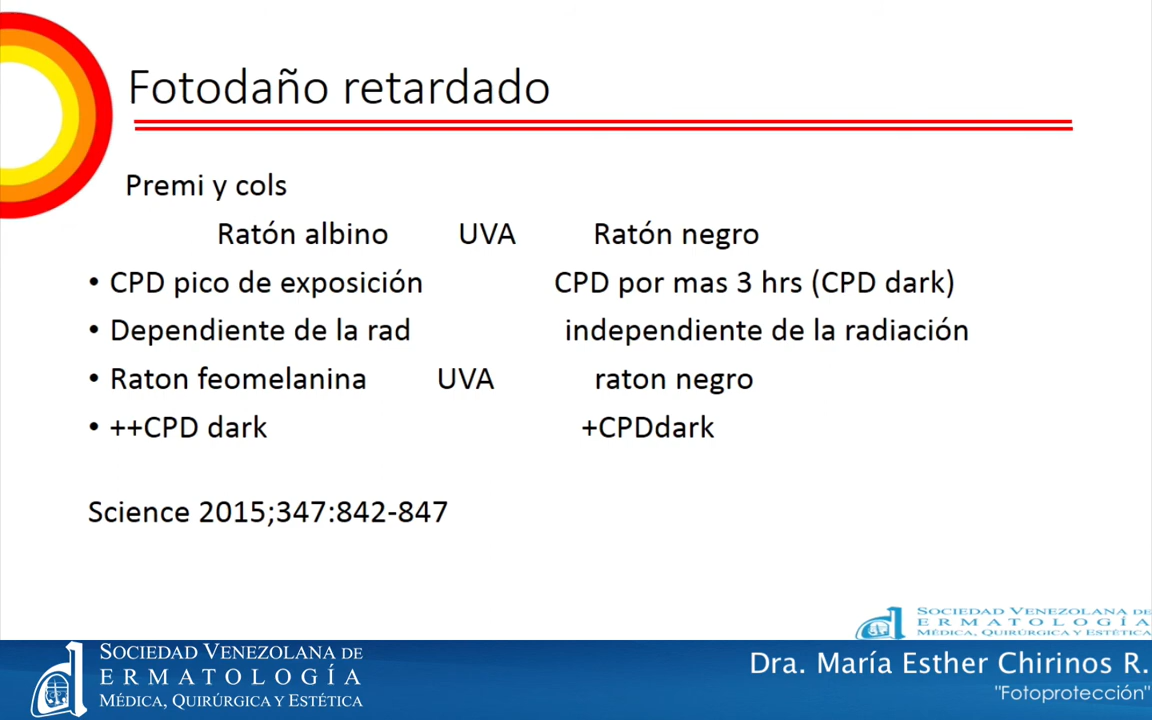 Fotodaño retardado
Premi y cols
Ratón albino UVA Ratón negro
• CPD pico de exposición CPD por mas 3 hrs (CPD dark)
• Dependiente de la rad independiente de la radiación
• Raton feomelanina UVA raton negro
• ++CPD dark +CPDdark
Science 2015;347:842-847
SOCIEDAD VENEZOLANA DE
ERMATOLOGÍA
MÉDICA, QUIRÚRGICA Y ESTÉTICA
SOCIEDAD VENEZOLANA DE
ERMATOLOGÍA
MÉDICA, QUIRÚRGICA Y ESTÉTICA
Dra. María Esther Chirinos R.
"Fotoprotección"